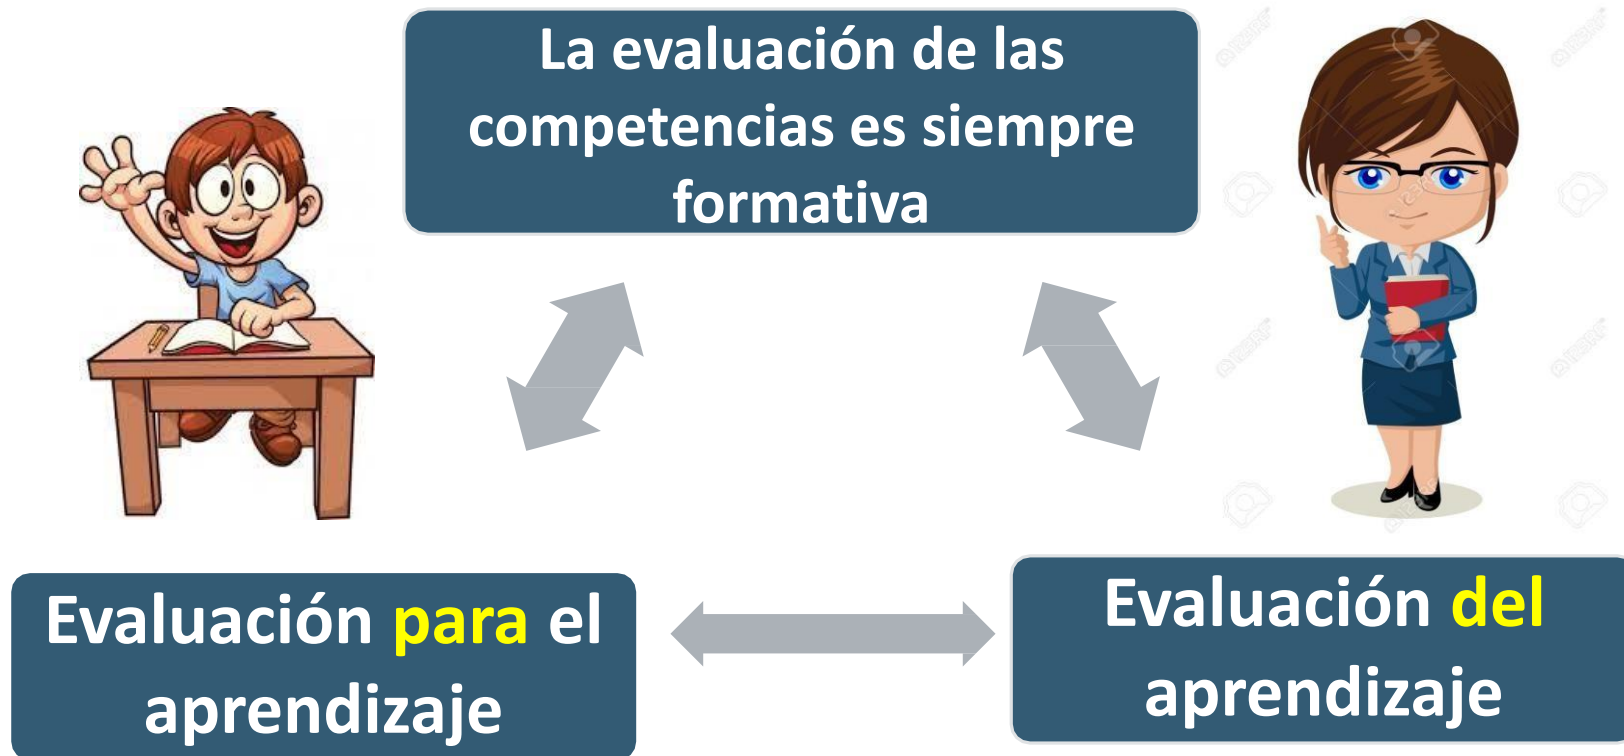 La evaluación de las
competencias es siempre
formativa
Evaluación para el
aprendizaje
Evaluación del
aprendizaje